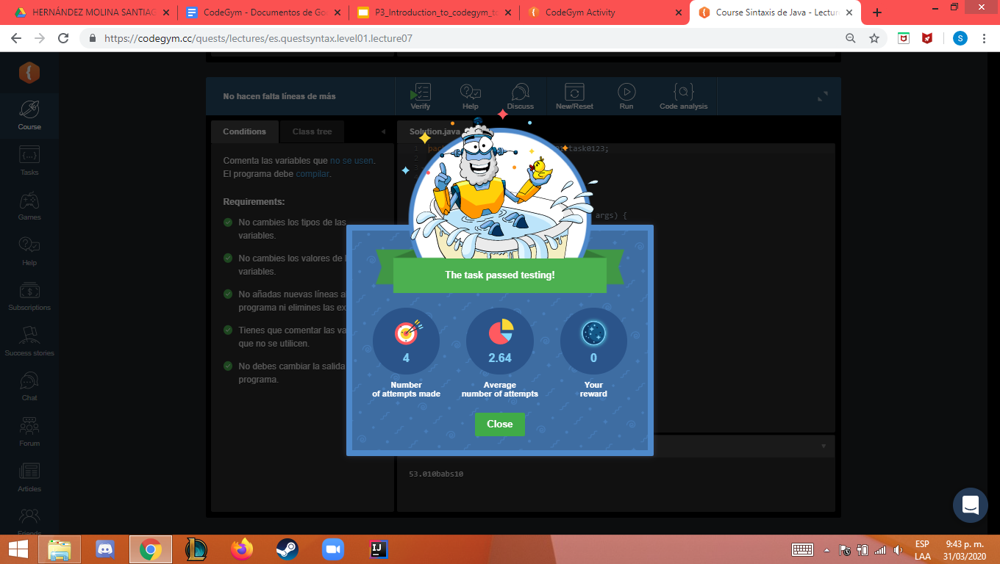 HERNÁNDEZ MOLINA SANTIAG
CodeGym - Documentos de Go
P3_Introduction_to_codegym_to
CodeGym Activity
Course Sintaxis de Java - Lectur
https://codegym.cc/quests/lectures/es.questsyntax.level01.lecture07
S
Course
Tasks
Games
Help
Subscriptions
Success stories
Chat
Forum
Articles
Friends
No hacen falta líneas de más
Verify
Help
Discuss
New/Reset
Run
Code analysis
Conditions
Class tree
Solution.java
Comenta las variables que no se usen.
El programa debe compilar.
Requirements:
No cambies los tipos de las
variables.
No cambies los valores de
variables.
No añadas nuevas líneas al
programa ni elimines las
Tienes que comentar las
que no se utilicen.
No debes cambiar la salida
programa.
1
2
3
task0123;
args) {
The task passed testing!
4
Number
of attempts made
2.64
Average
number of attempts
0
Your
reward
Close
53.010babs10
ESP
LAA
9:43 p. m.
31/03/2020